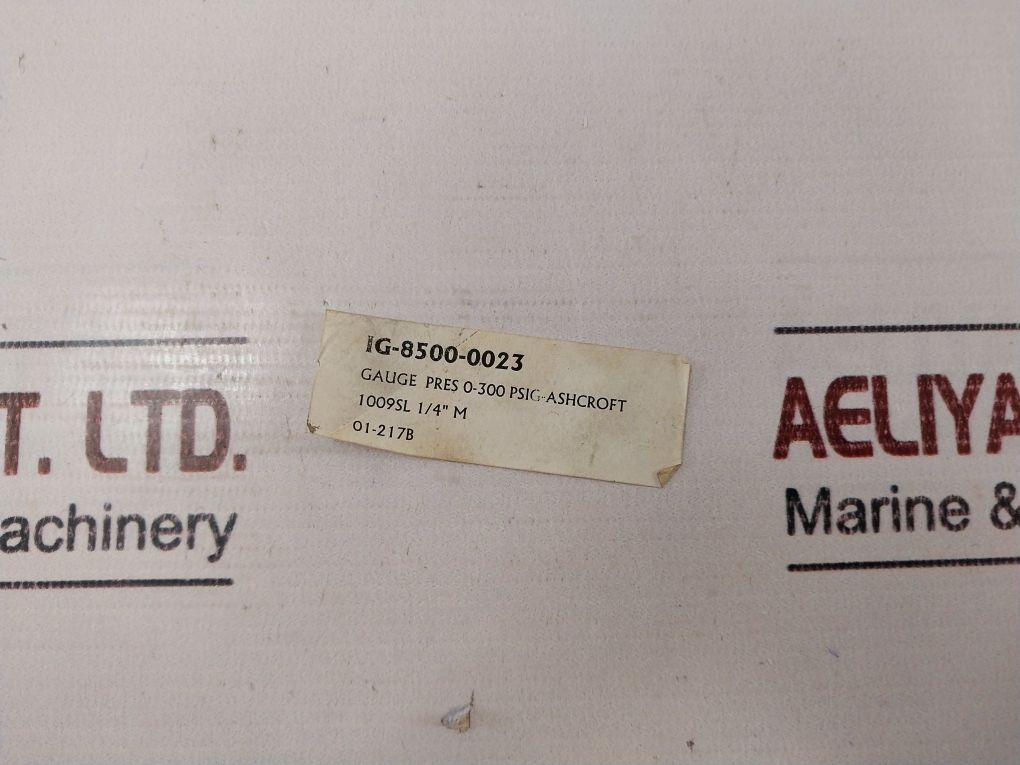 IG-8500-0023
GAUGE PRES 0-300 PSIG-ASHCROFT
1009SL 1/4" M
01-217B
T. LTD.
achinery
AELIYA
Marine &